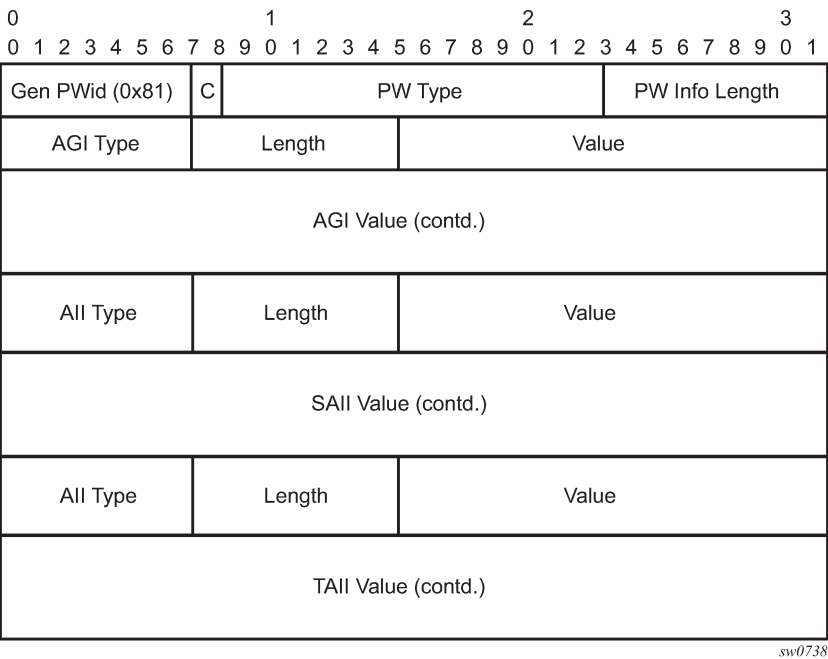 0 1 2 3
0 1 2 3 4 5 6 7 8 9 0 1 2 3 4 5 6 7 8 9 0 1 2 3 4 5 6 7 8 9 0 1
Gen PWid (0x81) C PW Type PW Info Length
AGI Type Length Value
AGI Value (contd.)
AII Type Length Value
SAII Value (contd.)
AII Type Length Value
TAII Value (contd.)
sw0738